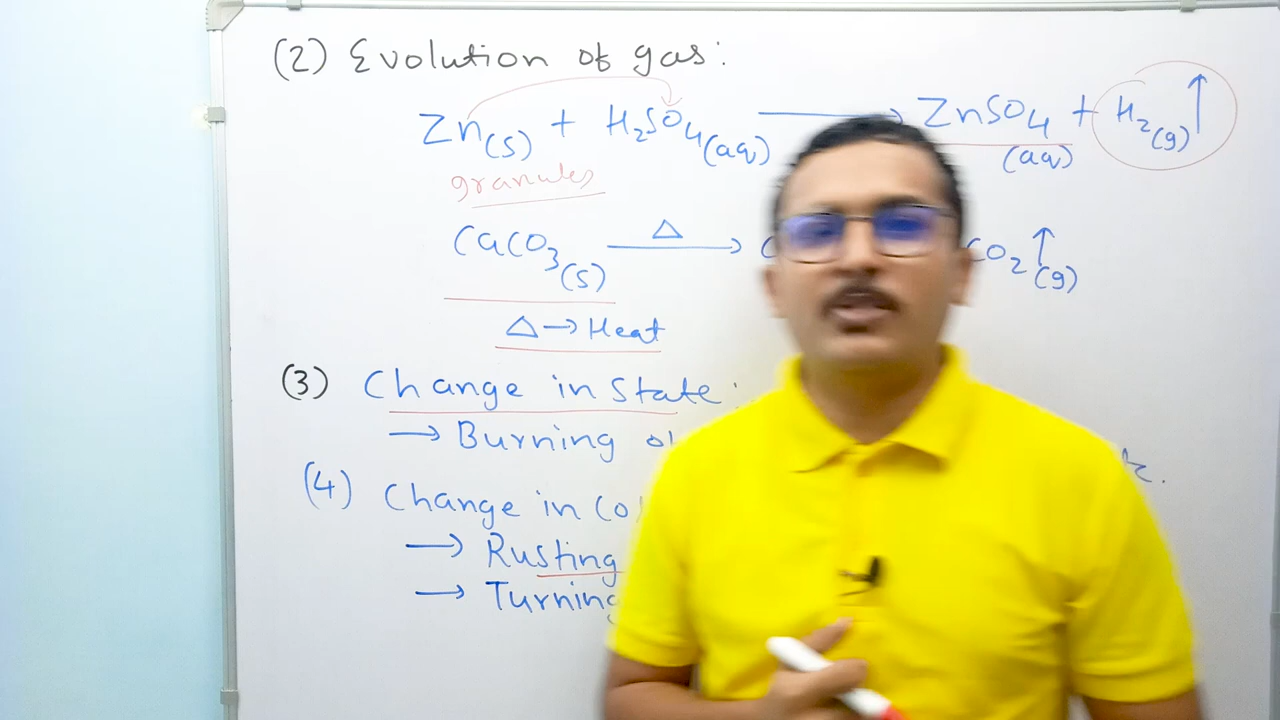 (2) Evolution of gas:
Zn(s) + H2SO4(aq) → ZnSO4(aq) + H2(g)↑
granules
CaCO3(s) Δ→ CO2↑(g)
Δ → Heat
(3) Change in State:
→ Burning
(4) Change in
→ Rusting
→ Turning